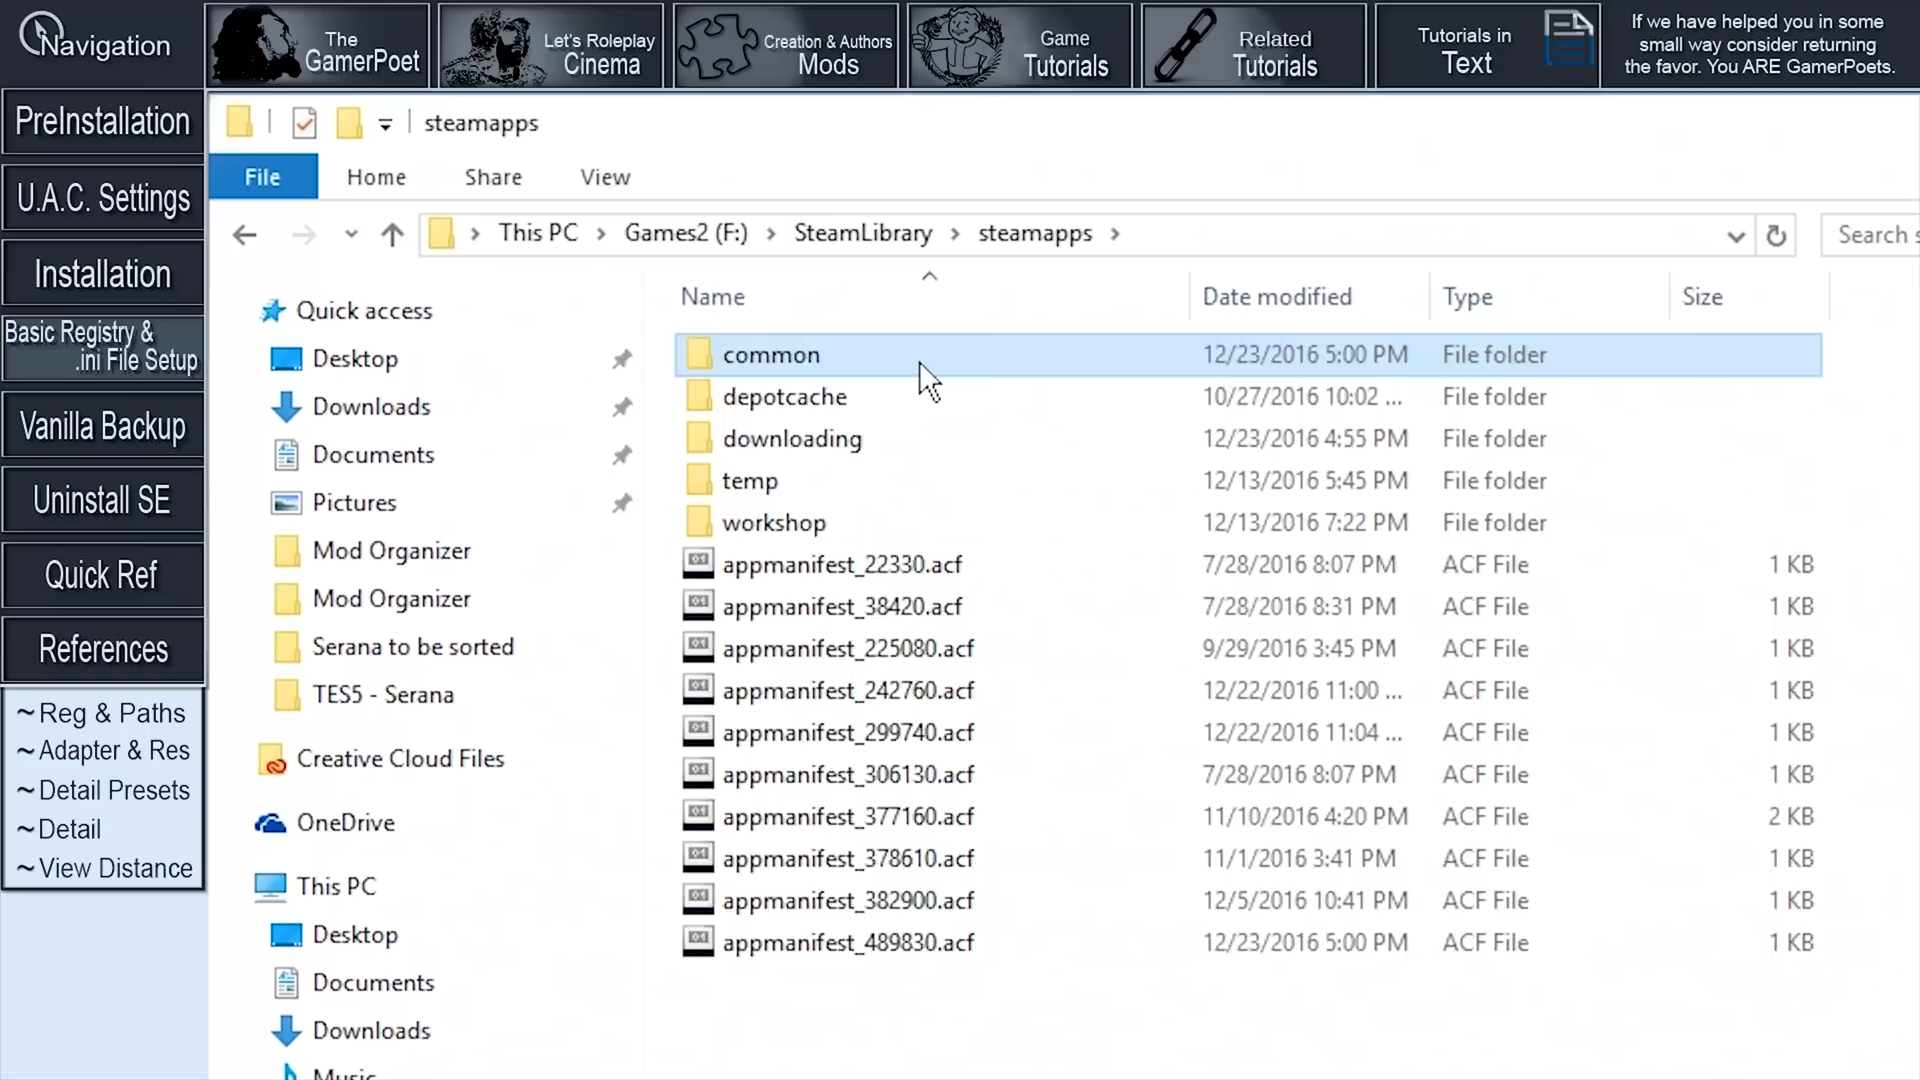 Navigation
The
GamerPoet
Let's Roleplay
Cinema
Creation & Authors
Mods
Game
Tutorials
Related
Tutorials
Tutorials in
Text
If we have helped you in some
small way consider returning
the favor. You ARE GamerPoets.
PreInstallation
U.A.C. Settings
Installation
Basic Registry &
.ini File Setup
Vanilla Backup
Uninstall SE
Quick Ref
References
~Reg & Paths
~Adapter & Res
~Detail Presets
~Detail
~View Distance
steamapps
File Home Share View
This PC > Games2 (F:) > SteamLibrary > steamapps >
Search s
Quick access
Desktop
Downloads
Documents
Pictures
Mod Organizer
Mod Organizer
Serana to be sorted
TES5 - Serana
Creative Cloud Files
OneDrive
This PC
Desktop
Documents
Downloads
Music
Name Date modified Type Size
common 12/23/2016 5:00 PM File folder
depotcache 10/27/2016 10:02 ... File folder
downloading 12/23/2016 4:55 PM File folder
temp 12/13/2016 5:45 PM File folder
workshop 12/13/2016 7:22 PM File folder
appmanifest_22330.acf 7/28/2016 8:07 PM ACF File 1 KB
appmanifest_38420.acf 7/28/2016 8:31 PM ACF File 1 KB
appmanifest_225080.acf 9/29/2016 3:45 PM ACF File 1 KB
appmanifest_242760.acf 12/22/2016 11:00 ... ACF File 1 KB
appmanifest_299740.acf 12/22/2016 11:04 ... ACF File 1 KB
appmanifest_306130.acf 7/28/2016 8:07 PM ACF File 1 KB
appmanifest_377160.acf 11/10/2016 4:20 PM ACF File 2 KB
appmanifest_378610.acf 11/1/2016 3:41 PM ACF File 1 KB
appmanifest_382900.acf 12/5/2016 10:41 PM ACF File 1 KB
appmanifest_489830.acf 12/23/2016 5:00 PM ACF File 1 KB